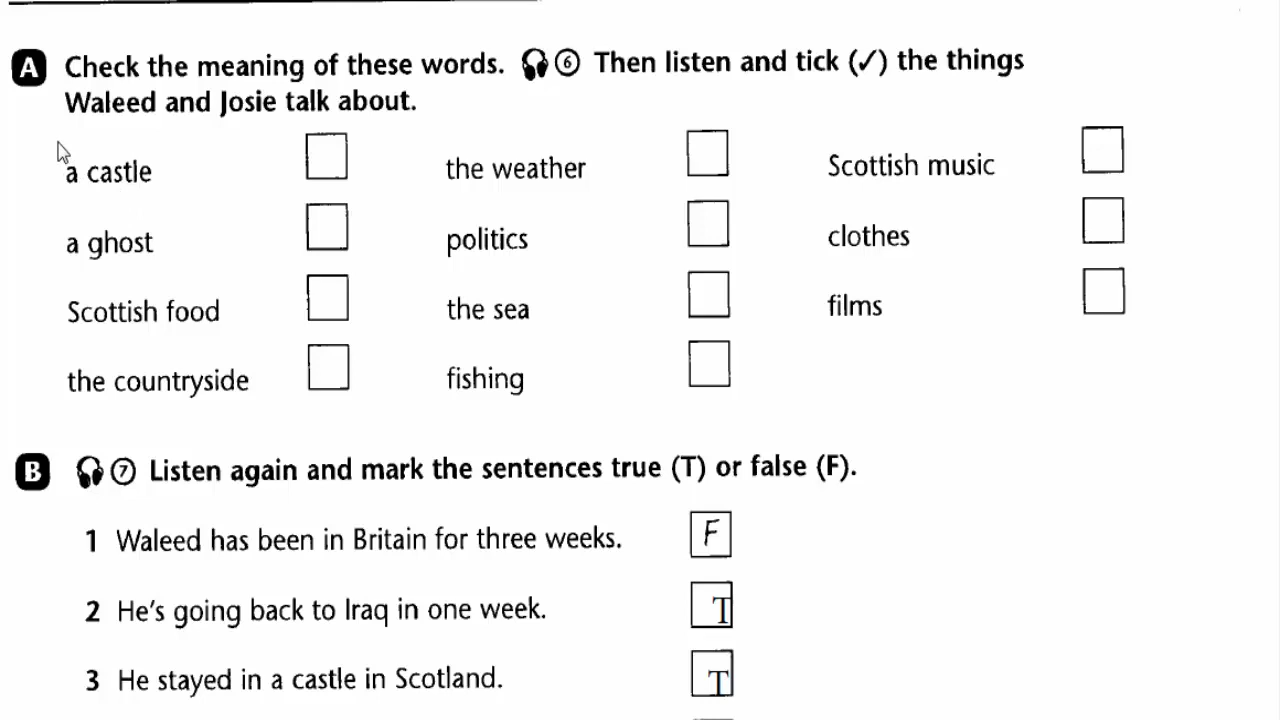 A Check the meaning of these words. 6 Then listen and tick (✓) the things
Waleed and Josie talk about.
a castle the weather Scottish music
a ghost politics clothes
Scottish food the sea films
the countryside fishing
B 7 Listen again and mark the sentences true (T) or false (F).
1 Waleed has been in Britain for three weeks. F
2 He's going back to Iraq in one week. T
3 He stayed in a castle in Scotland. T